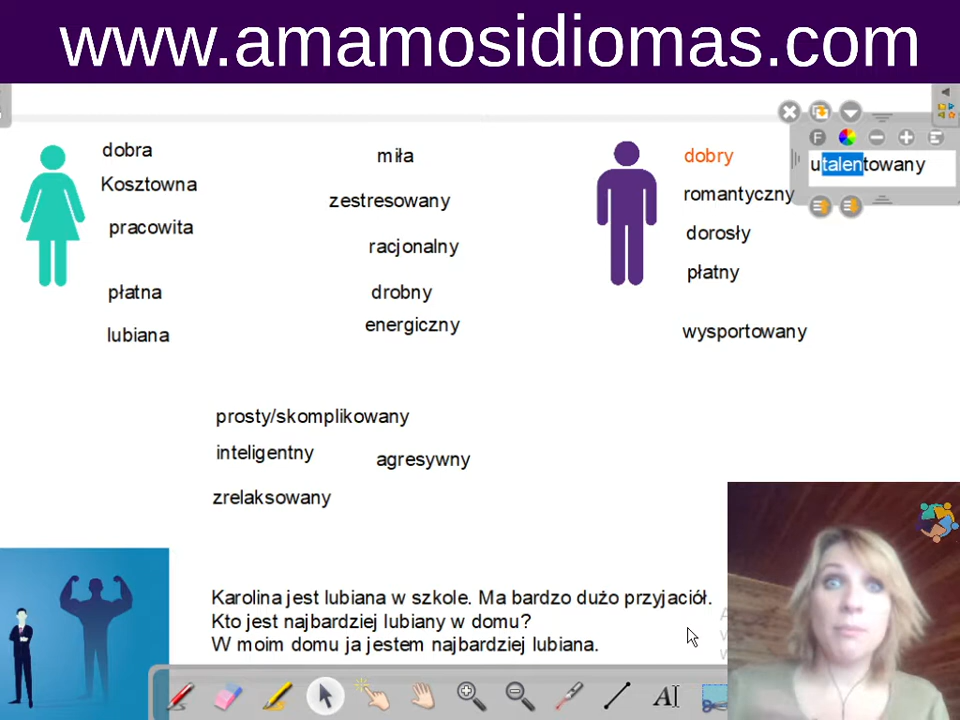 www.amamosidiomas.com
dobra
Kosztowna
pracowita
płatna
lubiana
miła
zestresowany
racjonalny
drobny
energiczny
dobry
romantyczny
dorosły
płatny
wysportowany
utalentowany
prosty/skomplikowany
inteligentny
agresywny
zrelaksowany
Karolina jest lubiana w szkole. Ma bardzo dużo przyjaciół.
Kto jest najbardziej lubiany w domu?
W moim domu ja jestem najbardziej lubiana.
F
A